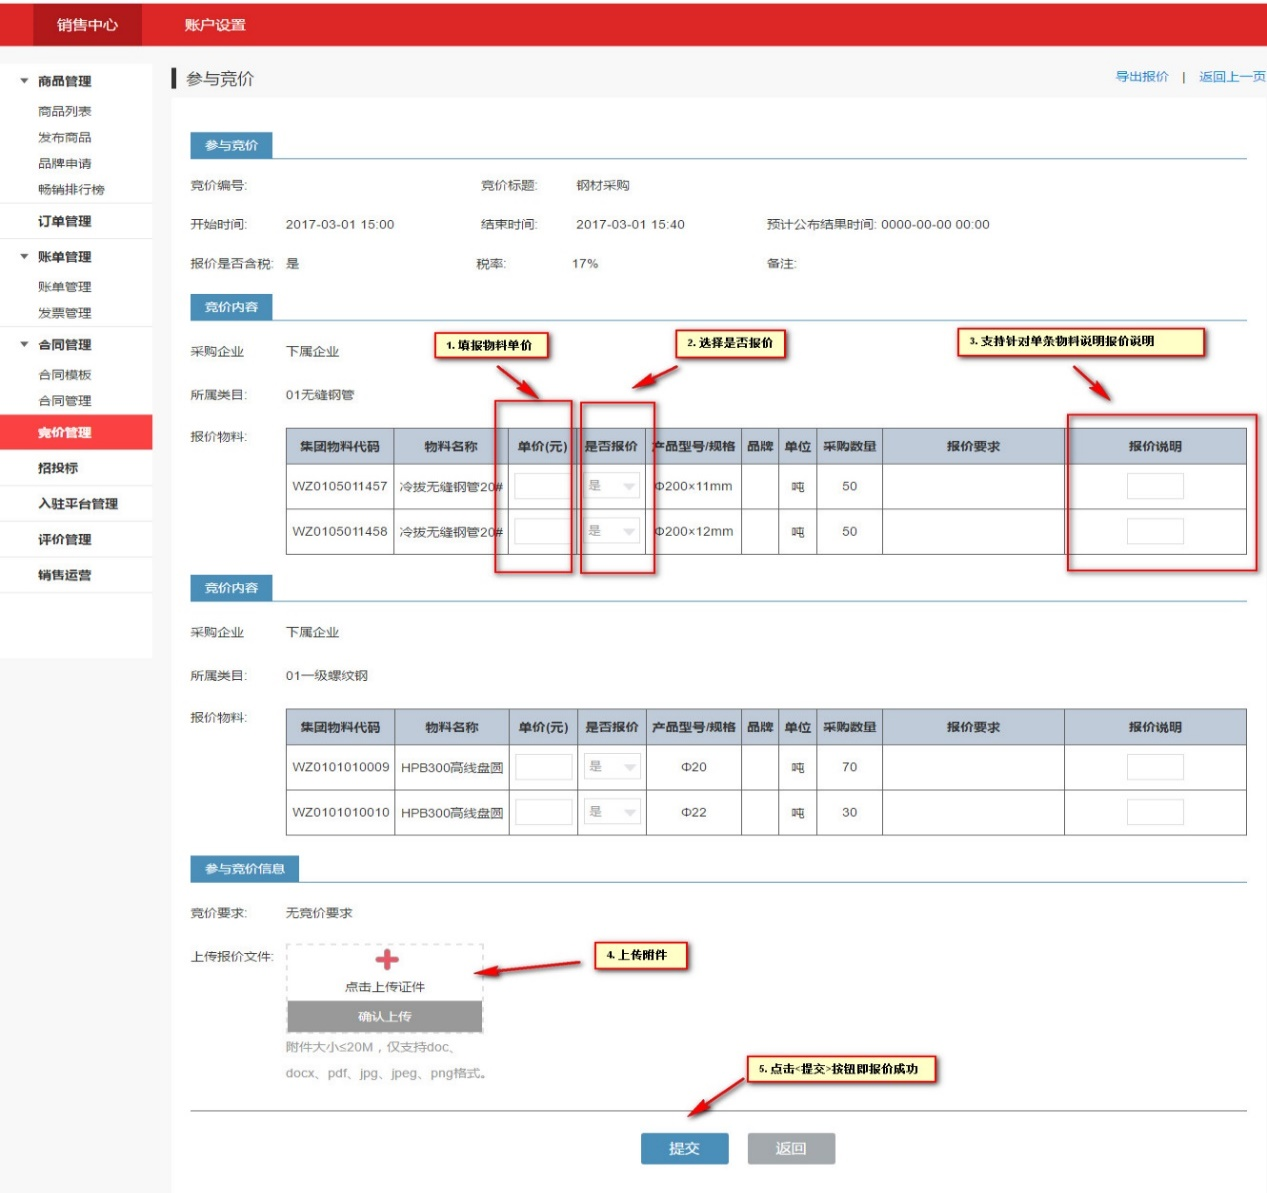 销售中心 账户设置
商品管理
商品列表
发布商品
品牌申请
畅销排行榜
订单管理
账单管理
账单管理
发票管理
合同管理
合同模板
合同管理
竞价管理
招投标
入驻平台管理
评价管理
销售运营
参与竞价 导出报价 | 返回上一页
参与竞价
竞价编号: 竞价标题: 钢材采购
开始时间: 2017-03-01 15:00 结束时间: 2017-03-01 15:40 预计公布结果时间: 0000-00-00 00:00
报价是否含税: 是 税率: 17% 备注:
竞价内容
1. 填报物料单价 2. 选择是否报价 3. 支持针对单条物料说明报价说明
采购企业 下属企业
所属类目: 01无缝钢管
报价物料:
集团物料代码 物料名称 单价(元) 是否报价 产品型号/规格 品牌 单位 采购数量 报价要求 报价说明
WZ0105011457 冷拔无缝钢管20# 是 Φ200×11mm 吨 50
WZ0105011458 冷拔无缝钢管20# 是 Φ200×12mm 吨 50
竞价内容
采购企业 下属企业
所属类目: 01一级螺纹钢
报价物料:
集团物料代码 物料名称 单价(元) 是否报价 产品型号/规格 品牌 单位 采购数量 报价要求 报价说明
WZ0101010009 HPB300高线盘圆 是 Φ20 吨 70
WZ0101010010 HPB300高线盘圆 是 Φ22 吨 30
参与竞价信息
竞价要求: 无竞价要求
上传报价文件:
点击上传证件
确认上传
4. 上传附件
附件大小≤20M，仅支持doc、
docx、pdf、jpg、jpeg、png格式。
5. 点击<提交>按钮即报价成功
提交 返回